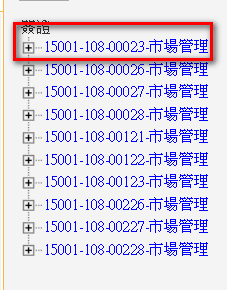 簽證
15001-108-00023-市場管理
15001-108-00026-市場管理
15001-108-00027-市場管理
15001-108-00028-市場管理
15001-108-00121-市場管理
15001-108-00122-市場管理
15001-108-00123-市場管理
15001-108-00226-市場管理
15001-108-00227-市場管理
15001-108-00228-市場管理